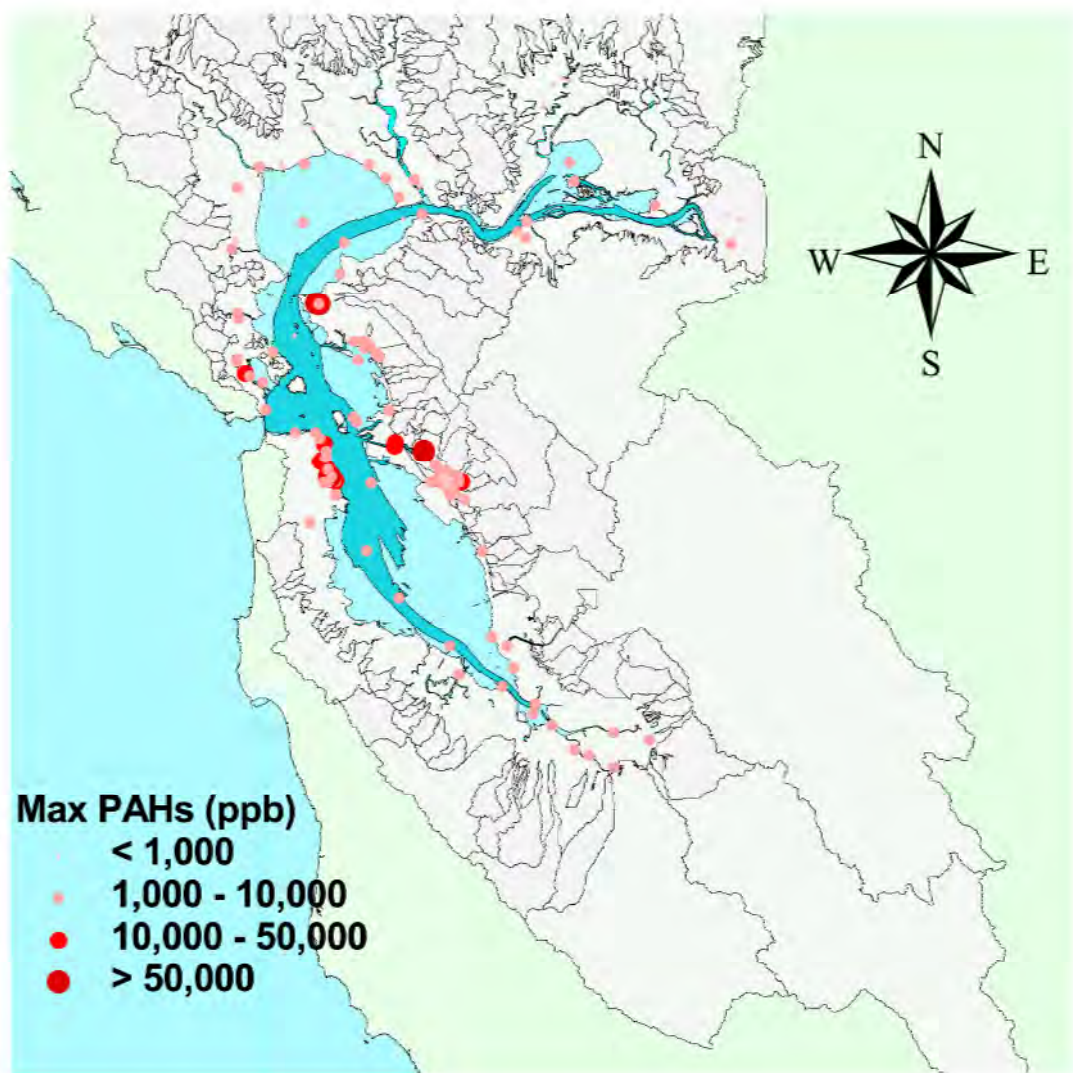 N
W E
S
Max PAHs (ppb)
< 1,000
1,000 - 10,000
10,000 - 50,000
> 50,000